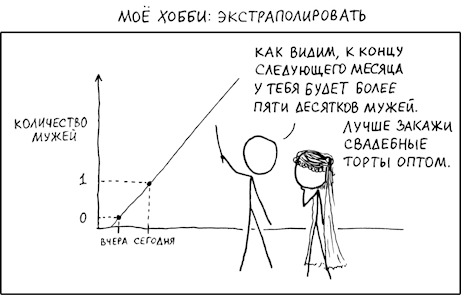 МОЁ ХОББИ: ЭКСТРАПОЛИРОВАТЬ
КАК ВИДИМ, К КОНЦУ
СЛЕДУЮЩЕГО МЕСЯЦА
У ТЕБЯ БУДЕТ БОЛЕЕ
ПЯТИ ДЕСЯТКОВ МУЖЕЙ.
ЛУЧШЕ ЗАКАЖИ
СВАДЕБНЫЕ
ТОРТЫ ОПТОМ.
КОЛИЧЕСТВО
МУЖЕЙ
1
0
ВЧЕРА СЕГОДНЯ